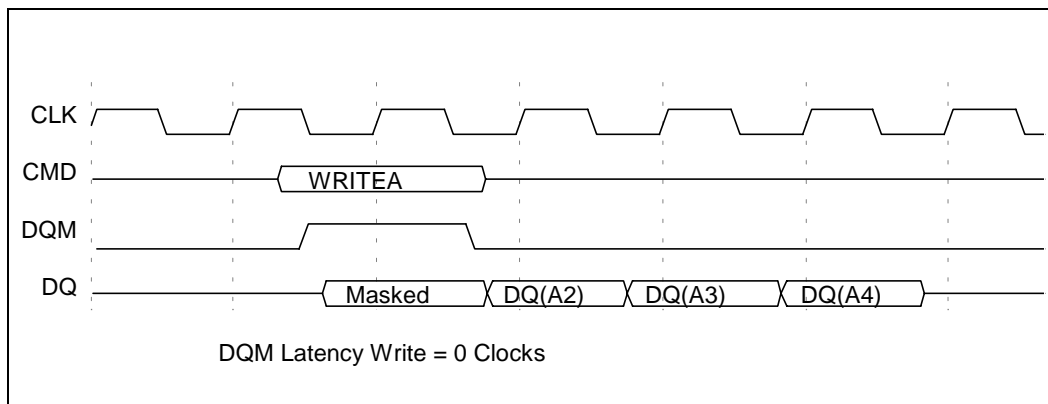 CLK
CMD WRITEA
DQM
DQ Masked DQ(A2) DQ(A3) DQ(A4)
DQM Latency Write = 0 Clocks